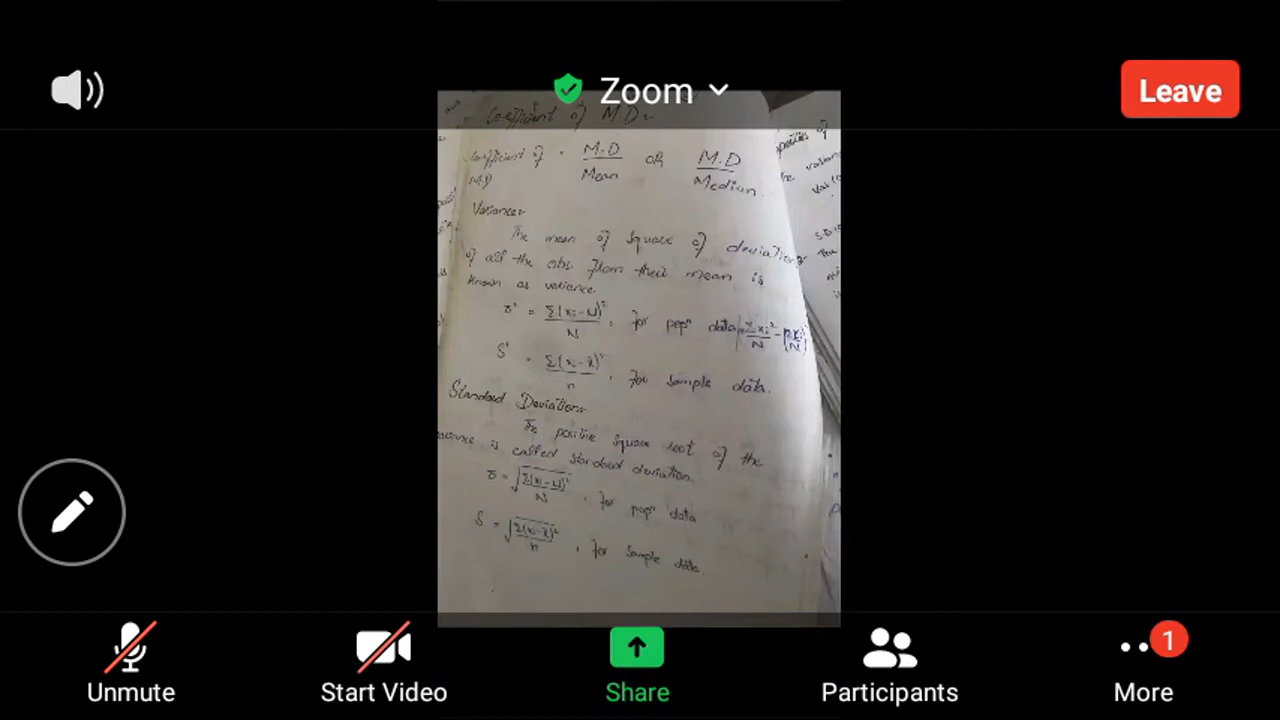 Zoom
Leave
Coefficient of M.D:-
Coefficient of M.D = M.D/Mean OR M.D/Median
Variance:-
The mean of square of deviations
of all the obs. from their mean is
known as variance.
σ² = Σ(xi-μ)²/N , for popⁿ data
S² = Σ(xi-x̄)²/n , for sample data.
Standard Deviation:-
The positive square root of the
variance is called standard deviation.
σ = √Σ(xi-μ)²/N , for popⁿ data
S = √Σ(xi-x̄)²/n , for sample data.
Unmute
Start Video
Share
Participants
1
More